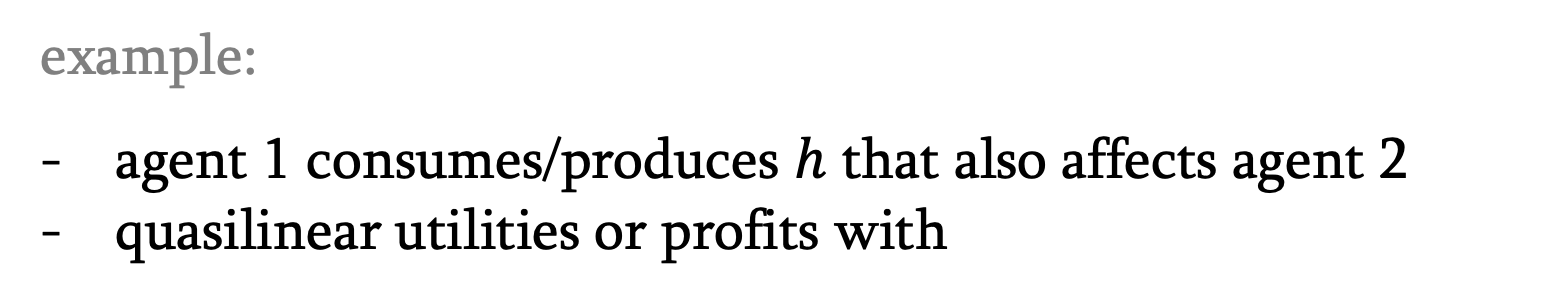 example:
- agent 1 consumes/produces h that also affects agent 2
- quasilinear utilities or profits with